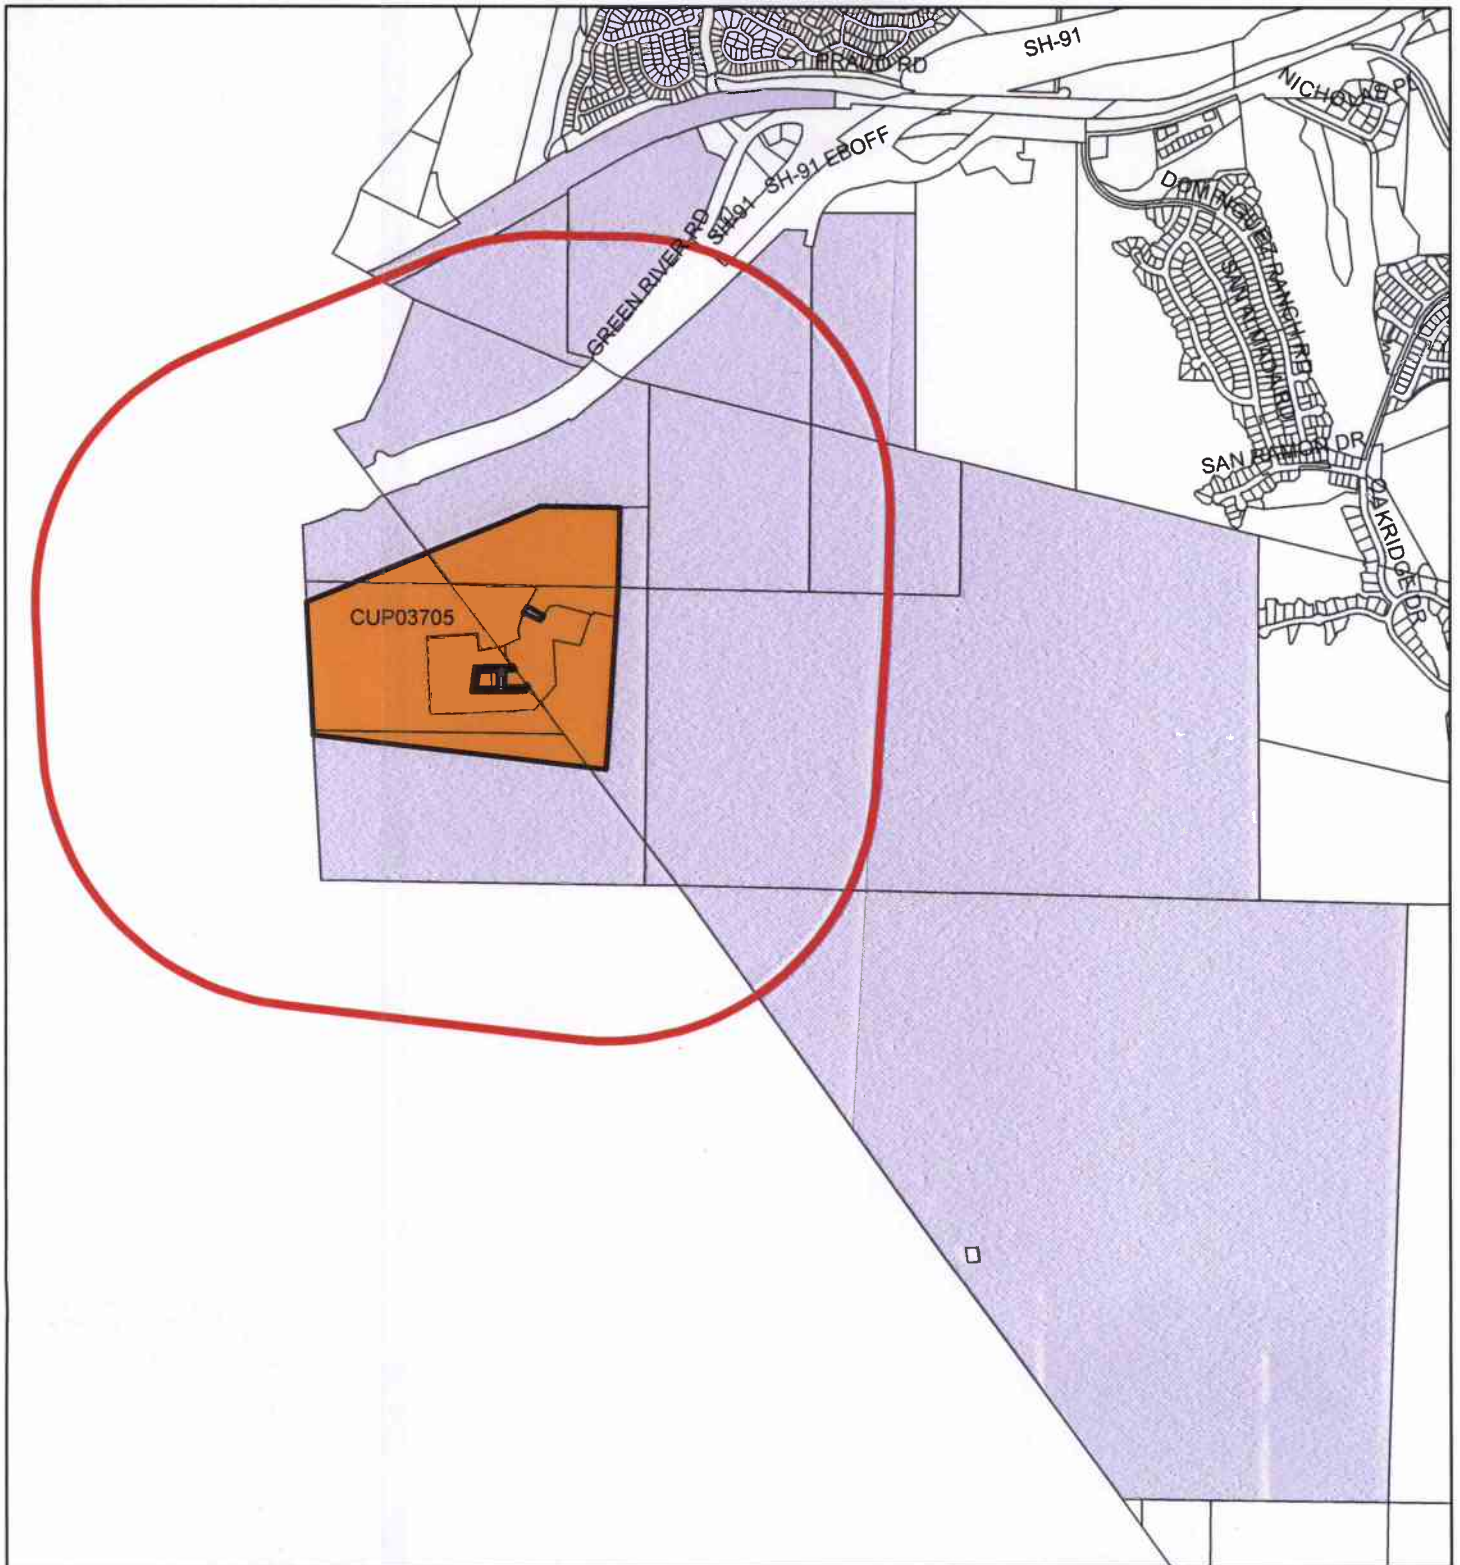 SH-91
PRADO RD
NICHOLAS PL
SH-91 EBOFF
SH-91
DOMINGUEZ RANCH RD
GREEN RIVER RD
SAN RAMON DR
OAKRIDGE DR
CUP03705